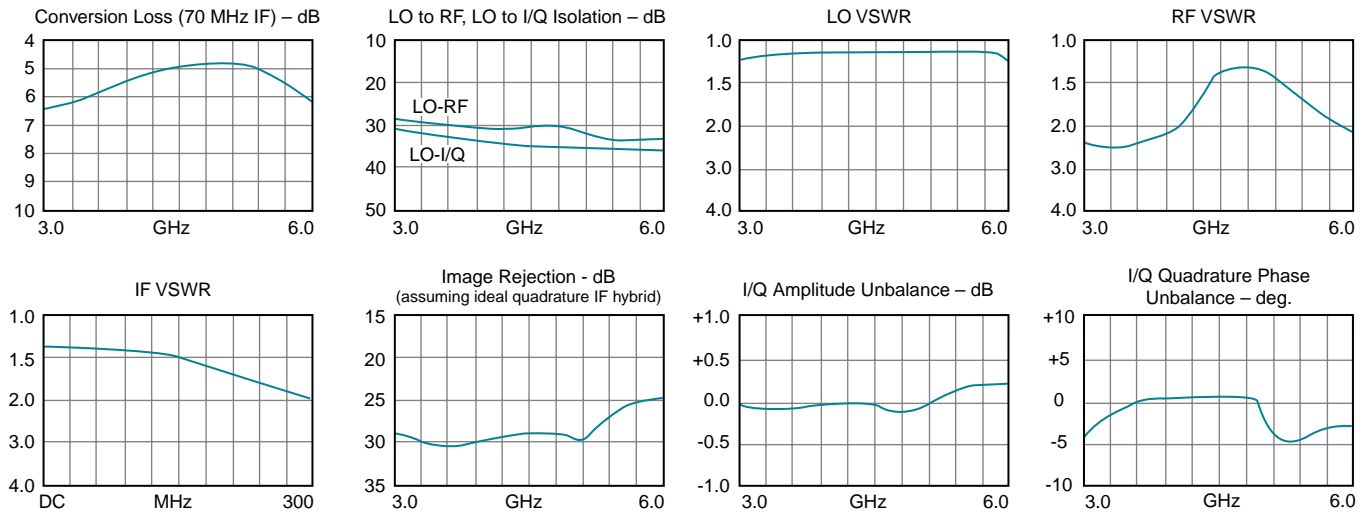 Conversion Loss (70 MHz IF) – dB
4
5
6
7
8
9
10
3.0 GHz 6.0
LO to RF, LO to I/Q Isolation – dB
10
20
30
40
50
LO-RF
LO-I/Q
3.0 GHz 6.0
LO VSWR
1.0
1.5
2.0
3.0
4.0
3.0 GHz 6.0
RF VSWR
1.0
1.5
2.0
3.0
4.0
3.0 GHz 6.0
IF VSWR
1.0
1.5
2.0
3.0
4.0
DC MHz 300
Image Rejection - dB
(assuming ideal quadrature IF hybrid)
15
20
25
30
35
3.0 GHz 6.0
I/Q Amplitude Unbalance – dB
+1.0
+0.5
0.0
-0.5
-1.0
3.0 GHz 6.0
I/Q Quadrature Phase
Unbalance – deg.
+10
+5
0
-5
-10
3.0 GHz 6.0